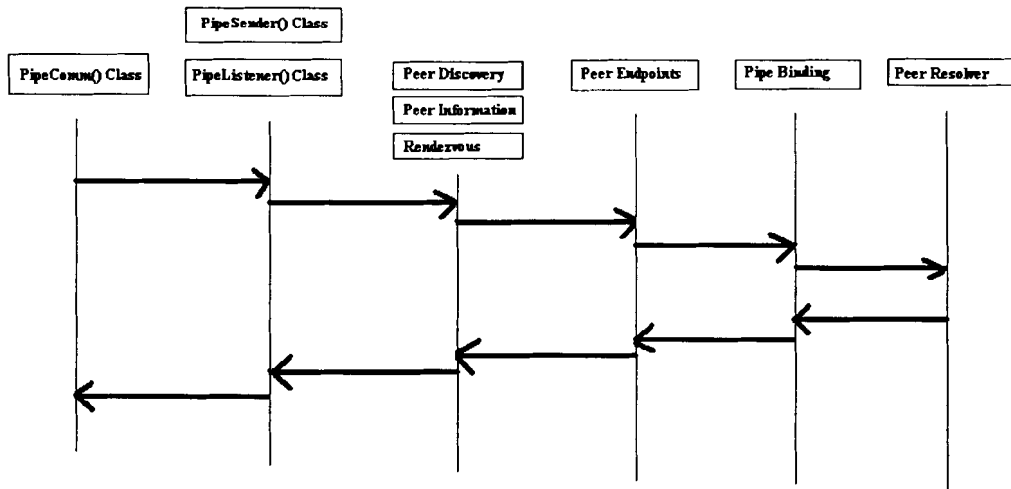 PipeSender() Class
PipeComm() Class
PipeListener() Class
Peer Discovery
Peer Information
Rendezvous
Peer Endpoints
Pipe Binding
Peer Resolver